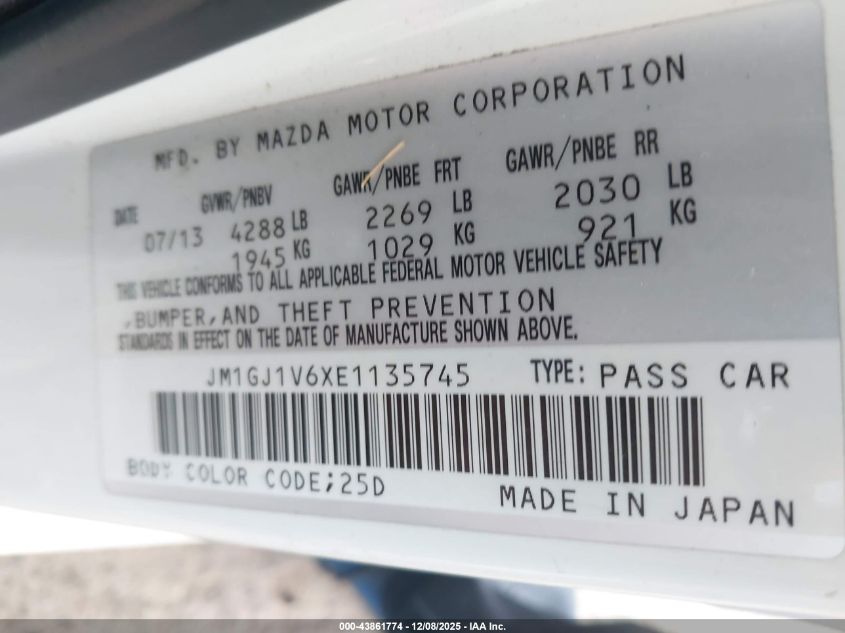 MFD. BY MAZDA MOTOR CORPORATION
DATE GVWR/PNBV GAWR/PNBE FRT GAWR/PNBE RR
07/13 4288 LB 2269 LB 2030 LB
1945 KG 1029 KG 921 KG
THIS VEHICLE CONFORMS TO ALL APPLICABLE FEDERAL MOTOR VEHICLE SAFETY
,BUMPER,AND THEFT PREVENTION
STANDARDS IN EFFECT ON THE DATE OF MANUFACTURE SHOWN ABOVE.
JM1GJ1V6XE1135745 TYPE: PASS CAR
BODY COLOR CODE;25D
MADE IN JAPAN
000-43861774 - 12/08/2025 - IAA Inc.